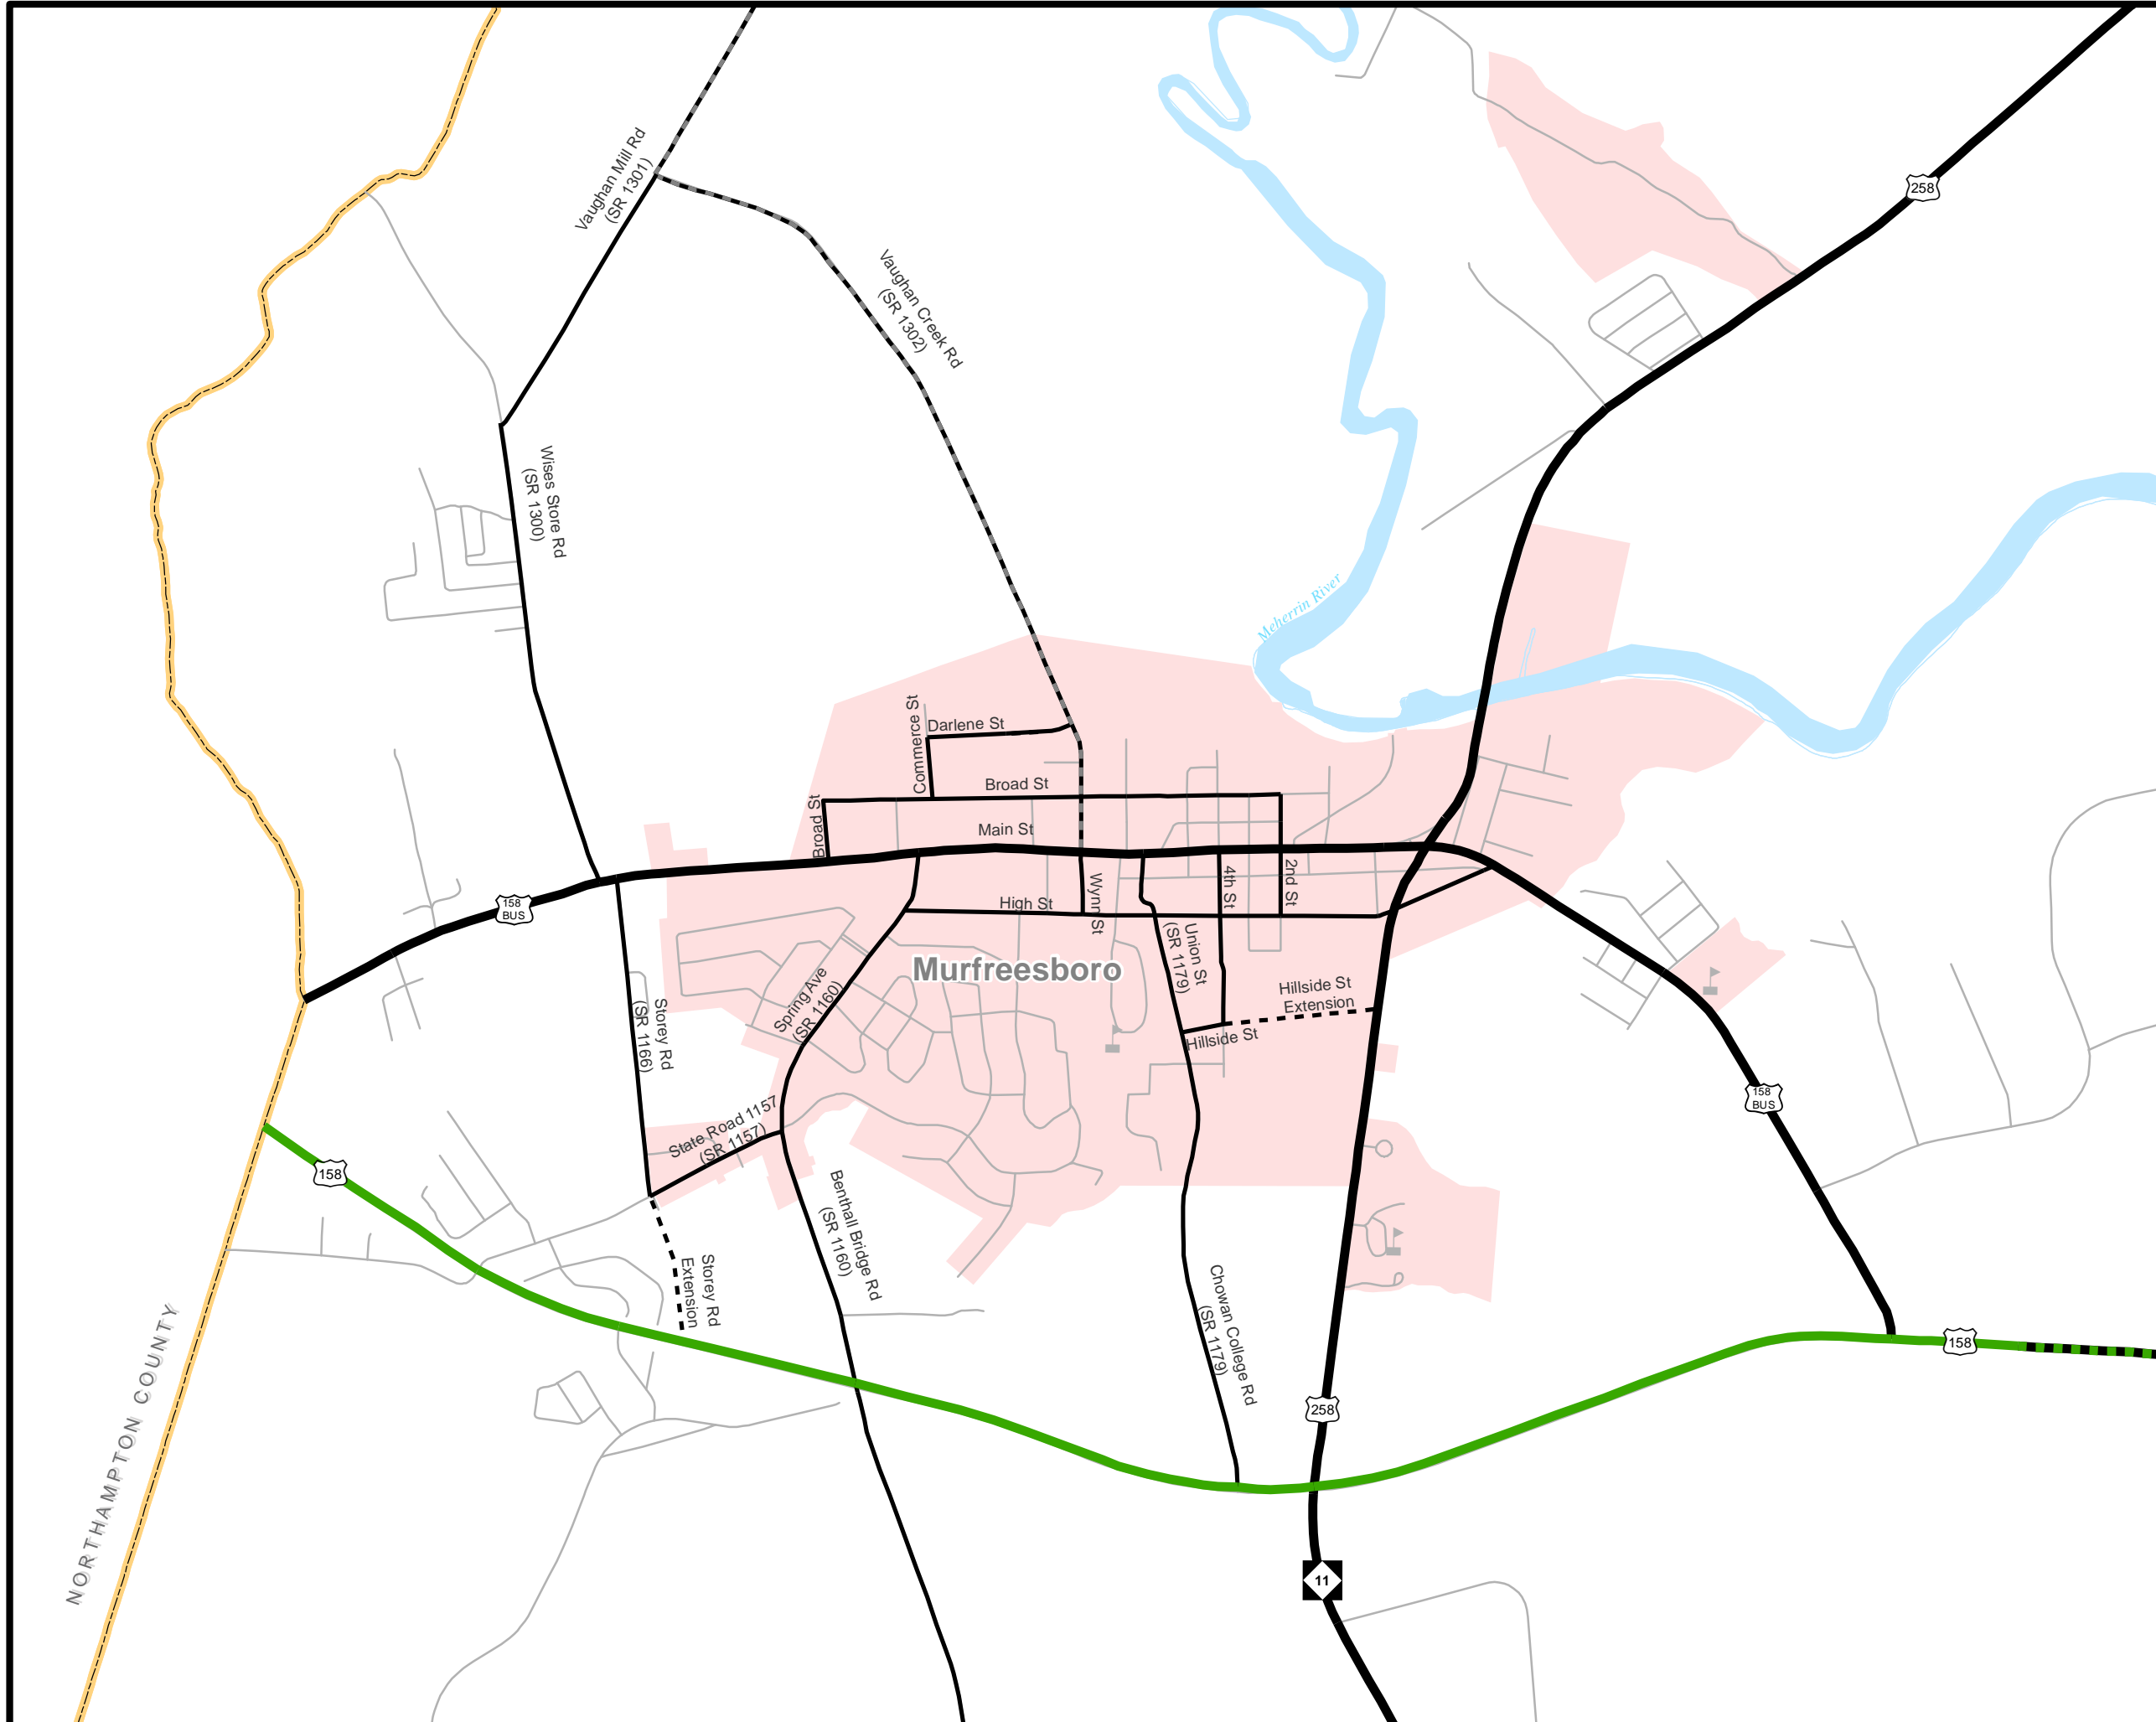 258
Vaughan Mill Rd
(SR 1301)
Vaughan Creek Rd
(SR 1302)
Wises Store Rd
(SR 1300)
Meherrin River
Commerce St
Darlene St
Broad St
Broad St
Main St
158
BUS
High St
Wynn St
4th St
2nd St
Union St
(SR 1179)
Murfreesboro
Spring Ave
(SR 1160)
Hillside St
Extension
Hillside St
Storey Rd
(SR 1166)
158
BUS
State Road 1157
(SR 1157)
158
Benthall Bridge Rd
(SR 1160)
Storey Rd
Extension
Chowan College Rd
(SR 1179)
158
258
NORTHAMPTON COUNTY
11